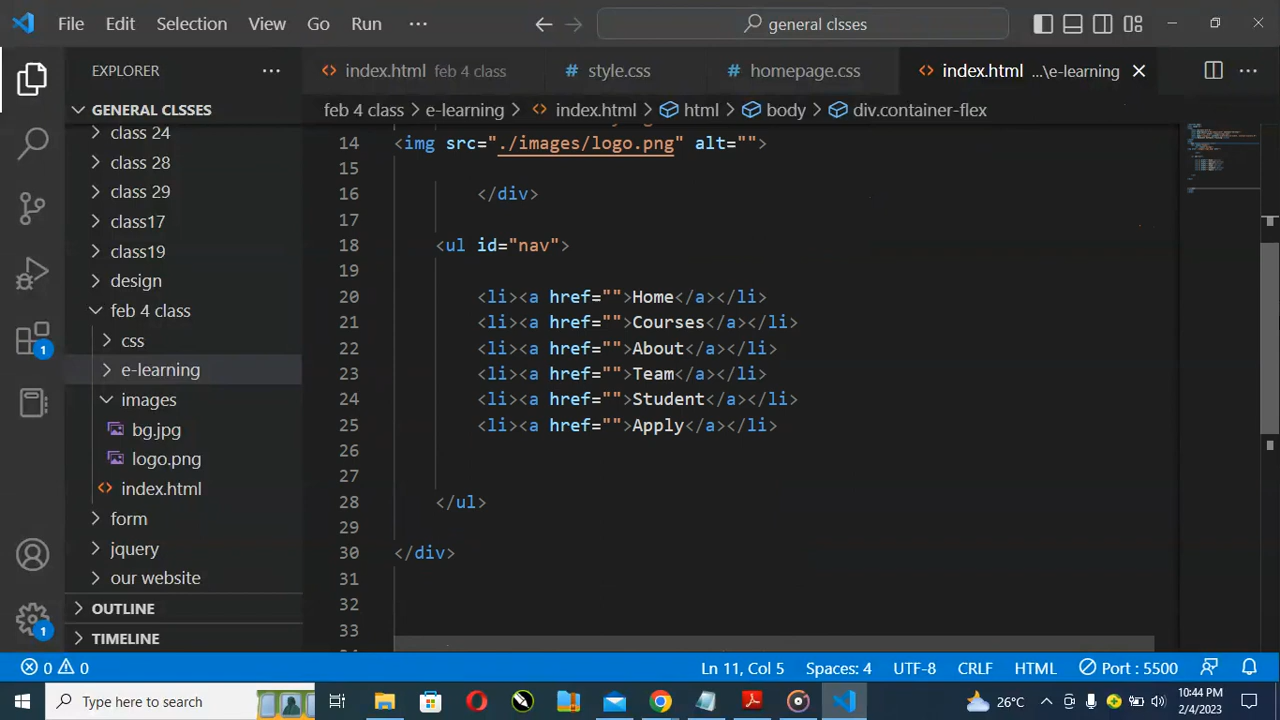 File Edit Selection View Go Run ··· general clsses
EXPLORER ···
index.html feb 4 class # style.css # homepage.css index.html ...\e-learning ···
GENERAL CLSSES
feb 4 class > e-learning > index.html > html > body > div.container-flex
class 24
class 28
class 29
class17
class19
design
feb 4 class
css
e-learning
images
bg.jpg
logo.png
index.html
form
jquery
our website
OUTLINE
TIMELINE
14 <img src="./images/logo.png" alt="">
15
16 </div>
17
18 <ul id="nav">
19
20 <li><a href="">Home</a></li>
21 <li><a href="">Courses</a></li>
22 <li><a href="">About</a></li>
23 <li><a href="">Team</a></li>
24 <li><a href="">Student</a></li>
25 <li><a href="">Apply</a></li>
26
27
28 </ul>
29
30 </div>
31
32
33
1
1
0 0 Ln 11, Col 5 Spaces: 4 UTF-8 CRLF HTML Port : 5500
Type here to search 26°C 10:44 PM
2/4/2023